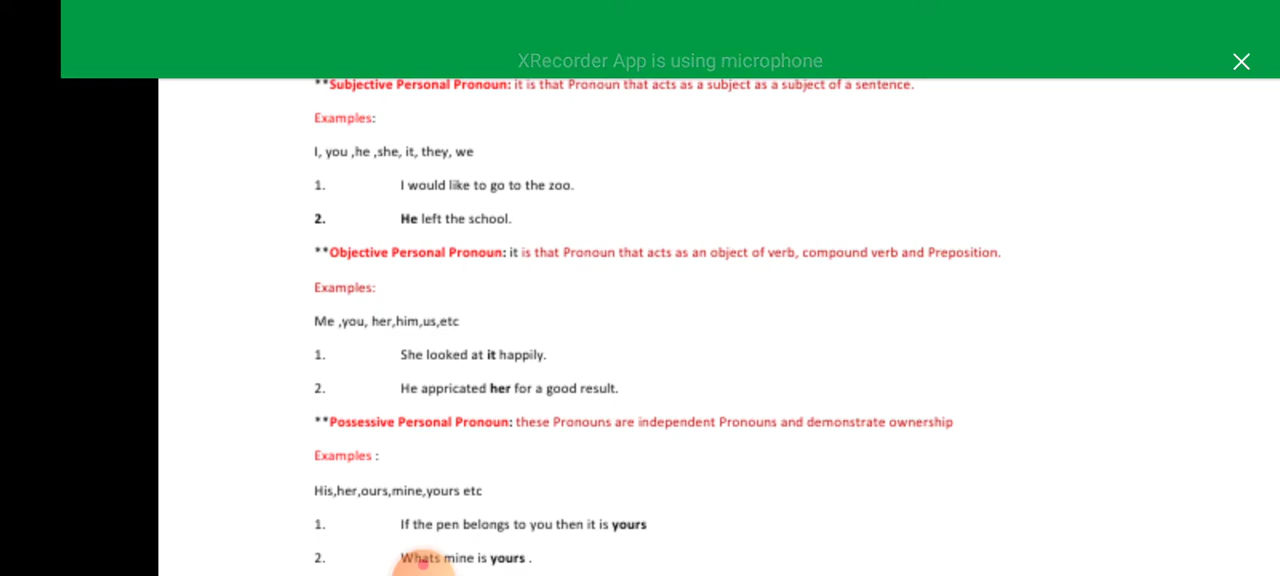 XRecorder App is using microphone
**Subjective Personal Pronoun: it is that Pronoun that acts as a subject as a subject of a sentence.
Examples:
I, you ,he ,she, it, they, we
1. I would like to go to the zoo.
2. He left the school.
**Objective Personal Pronoun: it is that Pronoun that acts as an object of verb, compound verb and Preposition.
Examples:
Me ,you, her,him,us,etc
1. She looked at it happily.
2. He appricated her for a good result.
**Possessive Personal Pronoun: these Pronouns are independent Pronouns and demonstrate ownership
Examples :
His,her,ours,mine,yours etc
1. If the pen belongs to you then it is yours
2. Whats mine is yours .